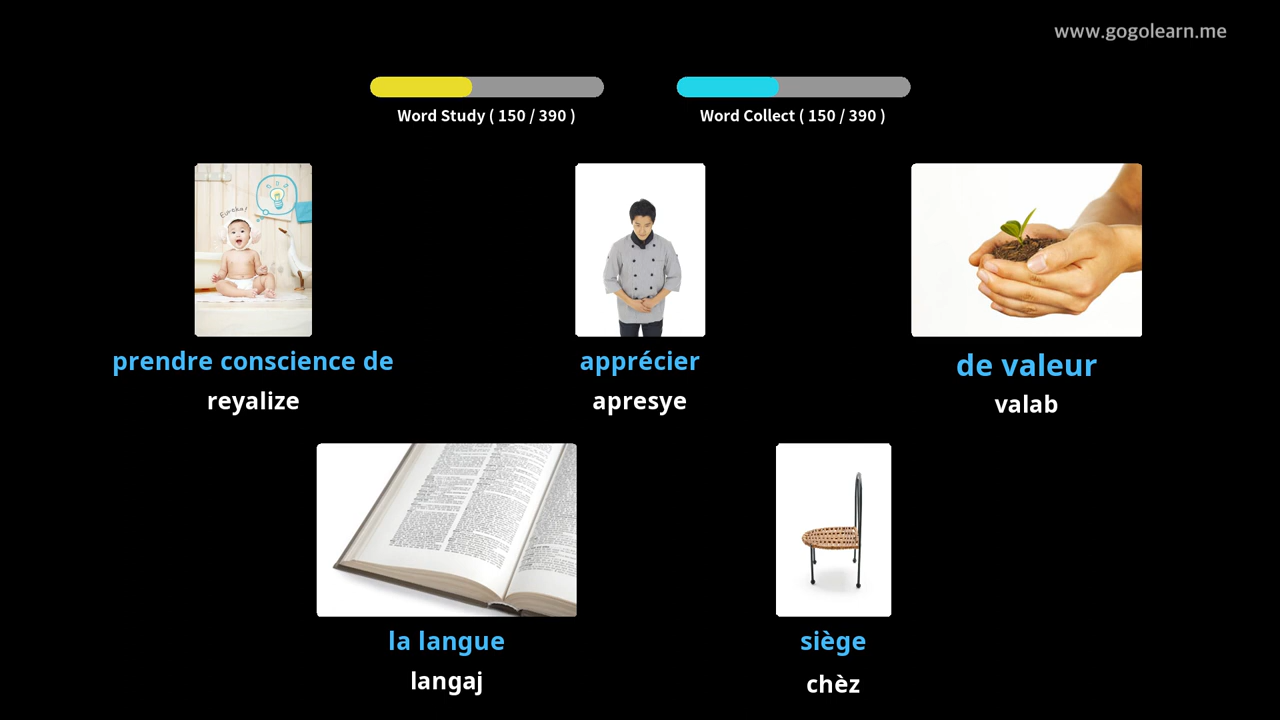 www.gogolearn.me
Word Study ( 150 / 390 )
Word Collect ( 150 / 390 )
Eureka!
prendre conscience de
reyalize
apprécier
apresye
de valeur
valab
la langue
langaj
siège
chèz